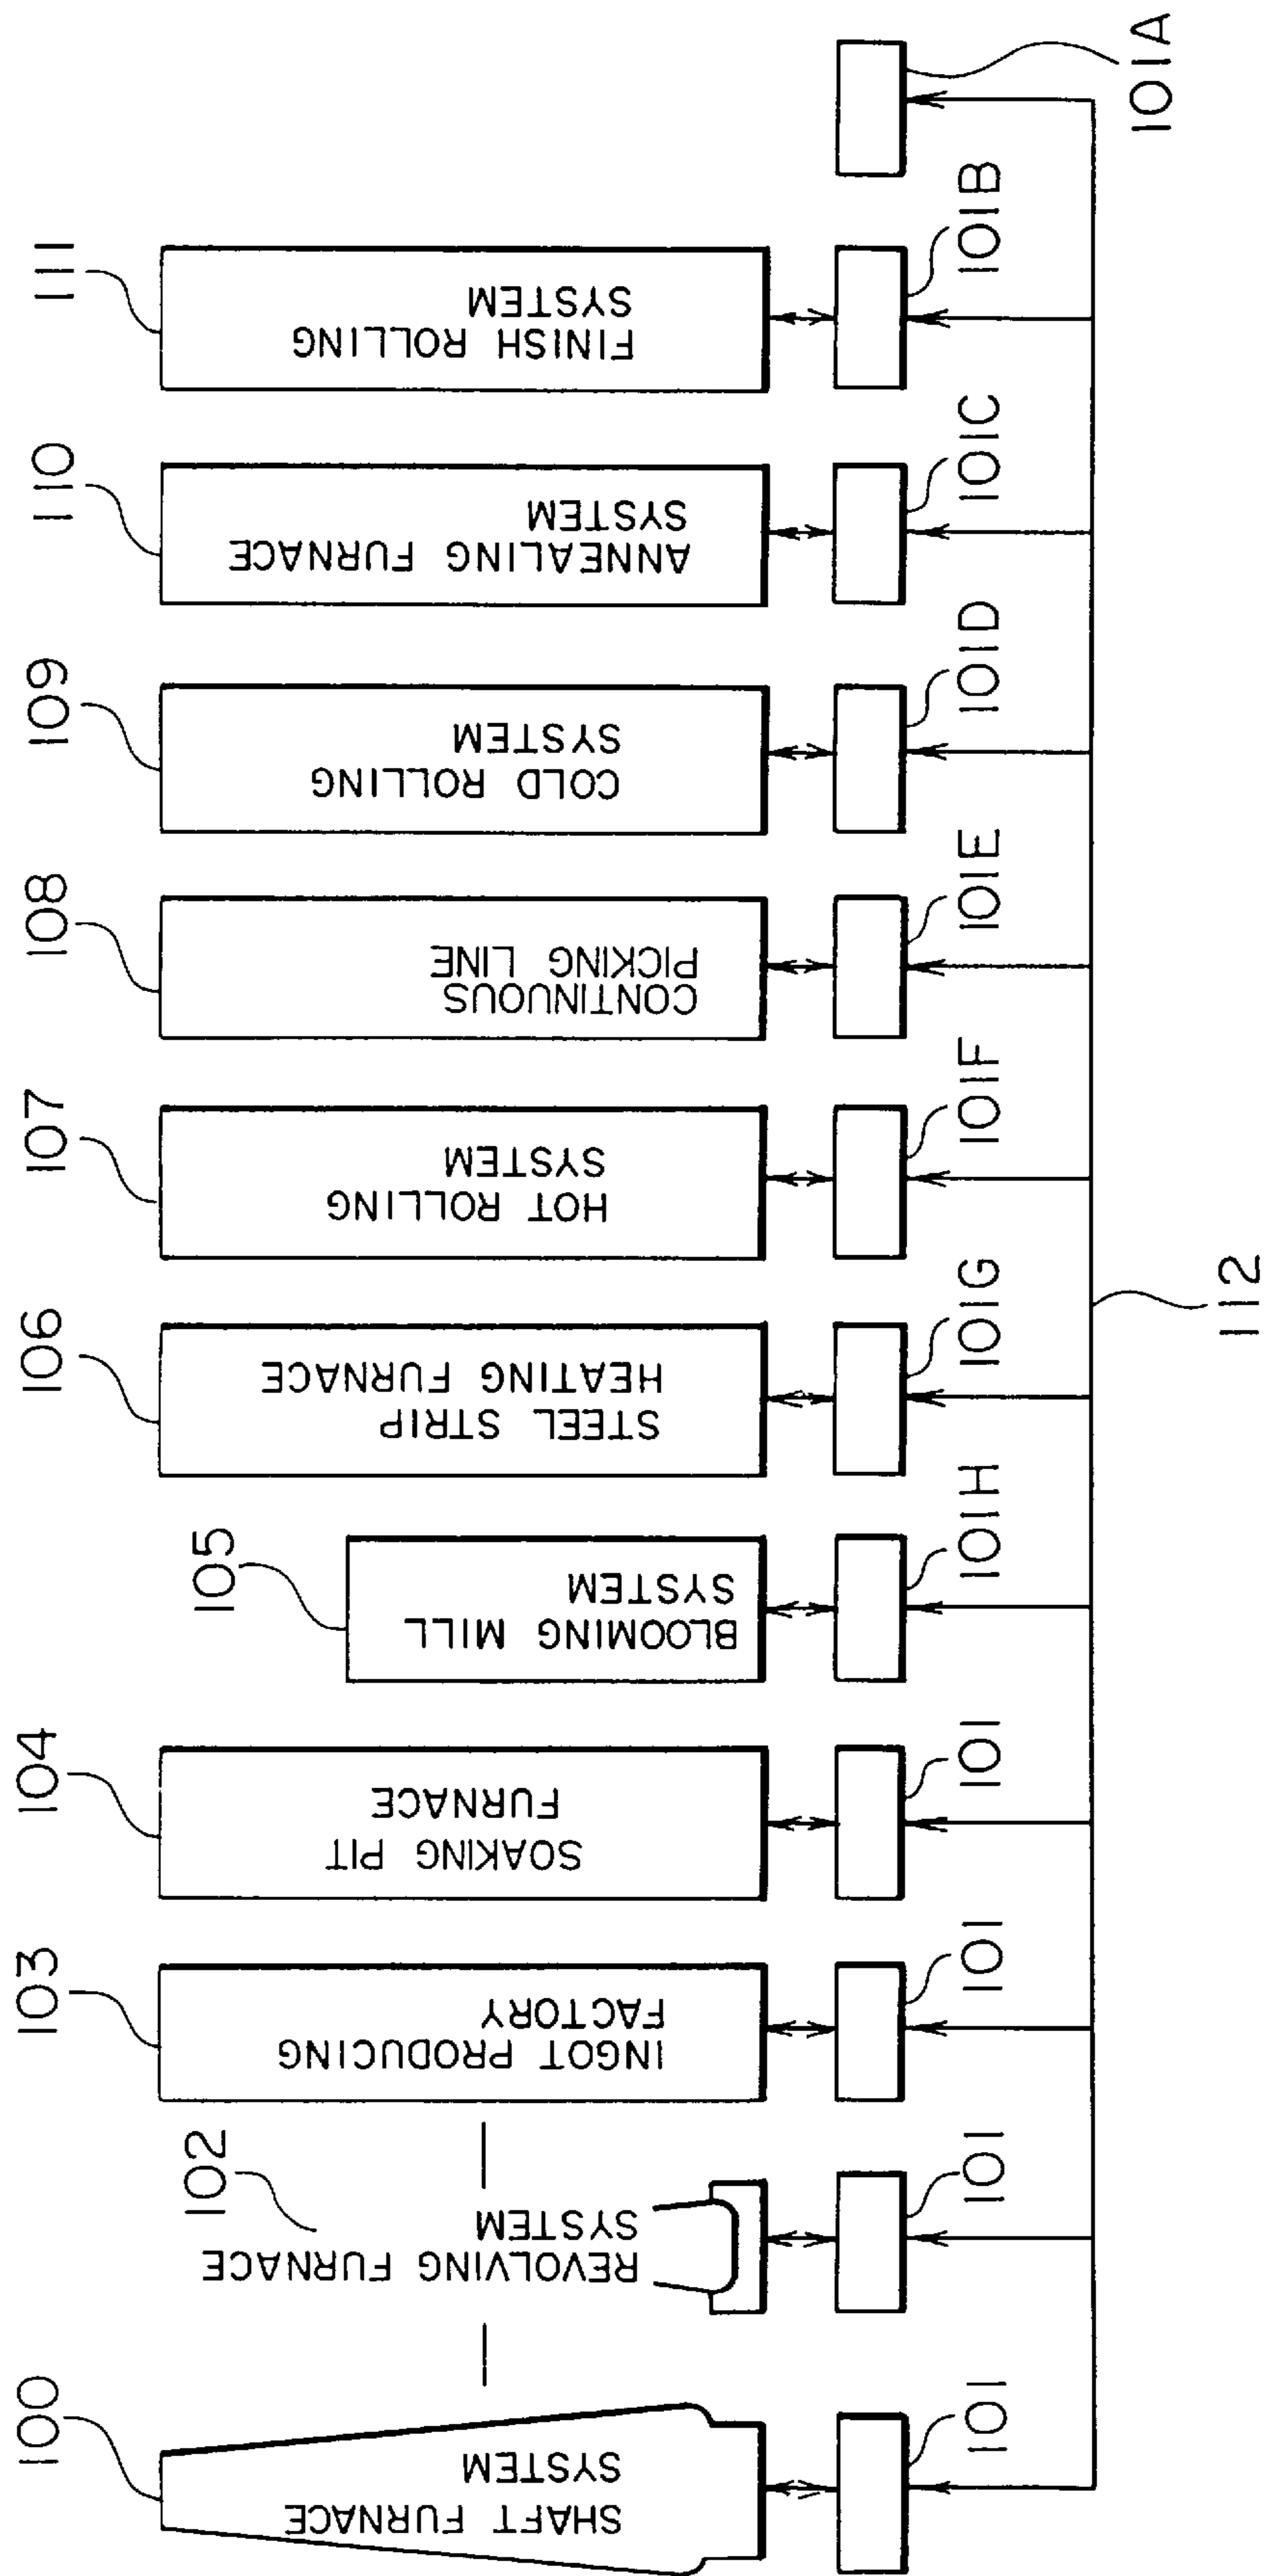 100
SHAFT FURNACE
SYSTEM
101
102
REVOLVING FURNACE
SYSTEM
101
103
INGOT PRODUCING
FACTORY
101
104
SOAKING PIT
FURNACE
101
105
BLOOMING MILL
SYSTEM
101H
106
STEEL STRIP
HEATING FURNACE
101G
107
HOT ROLLING
SYSTEM
101F
108
CONTINUOUS
PICKING LINE
101E
109
COLD ROLLING
SYSTEM
101D
110
ANNEALING FURNACE
SYSTEM
101C
111
FINISH ROLLING
SYSTEM
101B
101A
112